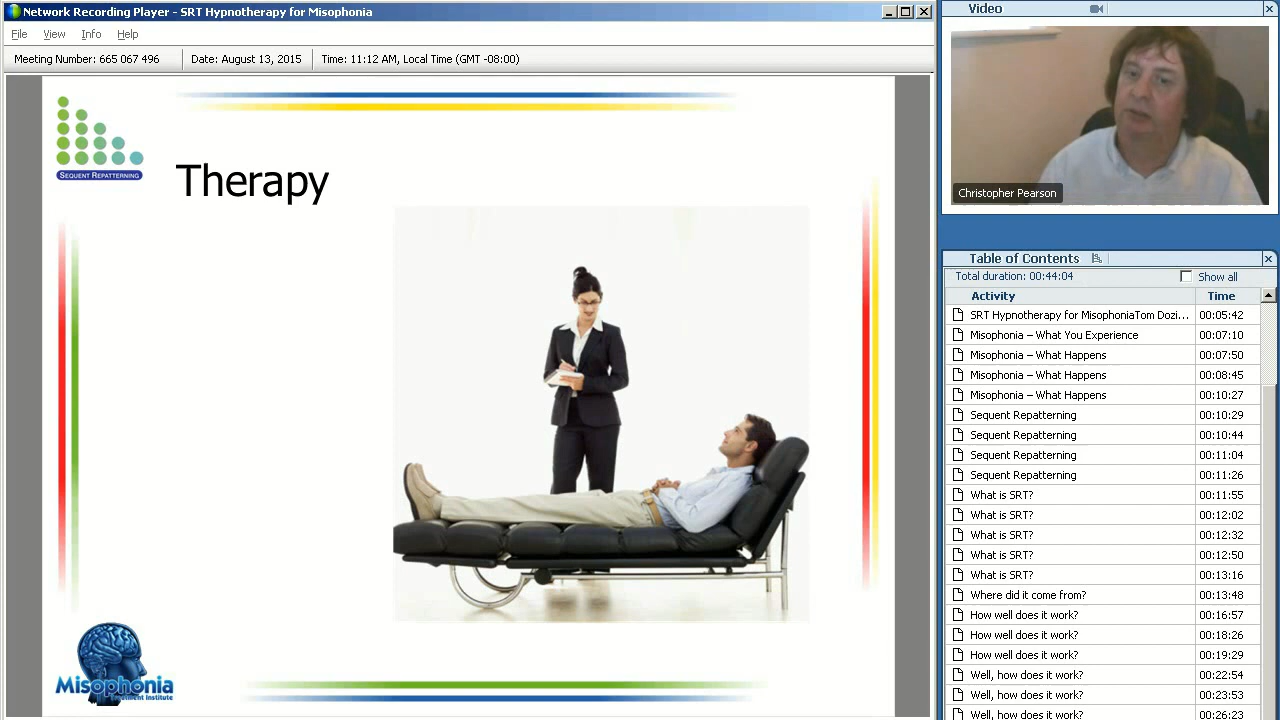 Network Recording Player - SRT Hypnotherapy for Misophonia
File View Info Help
Meeting Number: 665 067 496 Date: August 13, 2015 Time: 11:12 AM, Local Time (GMT -08:00)
SEQUENT REPATTERNING
Therapy
Misophonia
Treatment Institute
Video
Christopher Pearson
Table of Contents
Total duration: 00:44:04 Show all
Activity Time
SRT Hypnotherapy for MisophoniaTom Dozi... 00:05:42
Misophonia – What You Experience 00:07:10
Misophonia – What Happens 00:07:50
Misophonia – What Happens 00:08:45
Misophonia – What Happens 00:10:27
Sequent Repatterning 00:10:29
Sequent Repatterning 00:10:44
Sequent Repatterning 00:11:04
Sequent Repatterning 00:11:26
What is SRT? 00:11:55
What is SRT? 00:12:02
What is SRT? 00:12:32
What is SRT? 00:12:50
What is SRT? 00:13:16
Where did it come from? 00:13:48
How well does it work? 00:16:57
How well does it work? 00:18:26
How well does it work? 00:19:29
Well, how does it work? 00:22:54
Well, how does it work? 00:23:53
Well, how does it work? 00:26:23